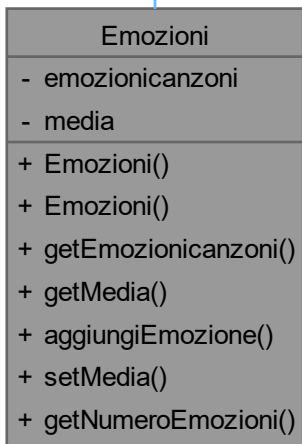 Emozioni
- emozionicanzoni
- media
+ Emozioni()
+ Emozioni()
+ getEmozionicanzoni()
+ getMedia()
+ aggiungiEmozione()
+ setMedia()
+ getNumeroEmozioni()